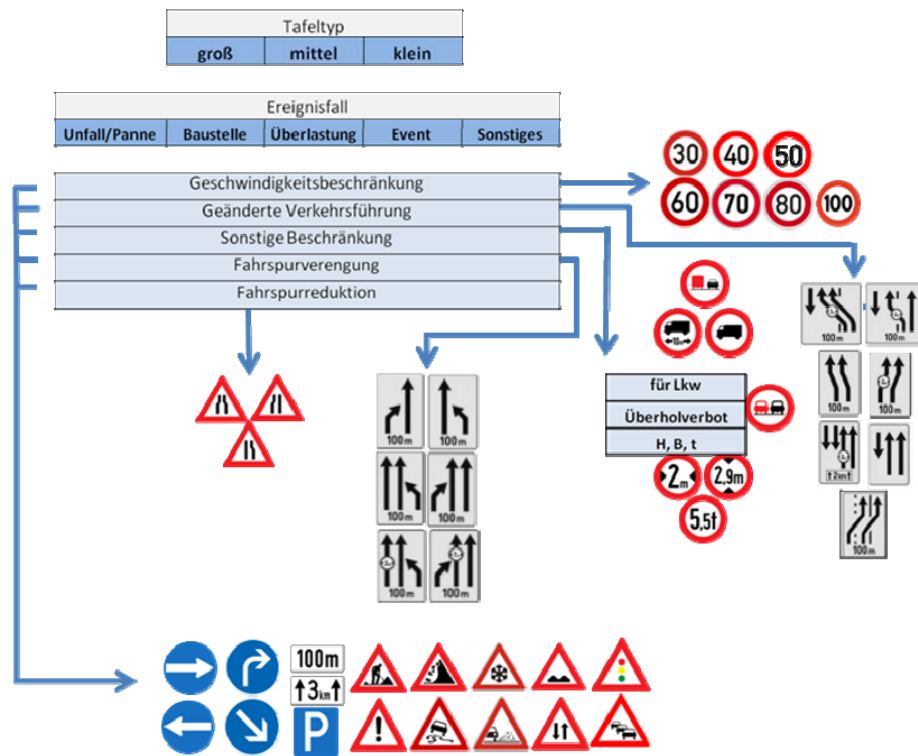 Tafeltyp
groß mittel klein
Ereignisfall
Unfall/Panne Baustelle Überlastung Event Sonstiges
Geschwindigkeitsbeschränkung
Geänderte Verkehrsführung
Sonstige Beschränkung
Fahrspurverengung
Fahrspurreduktion
30 40 50
60 70 80 100
10m
100m 100m
100m 100m
2km
100m
für Lkw
Überholverbot
H, B, t
2m 2,9m
5,5t
100m 100m
100m 100m
100m 100m
100m
3km
P